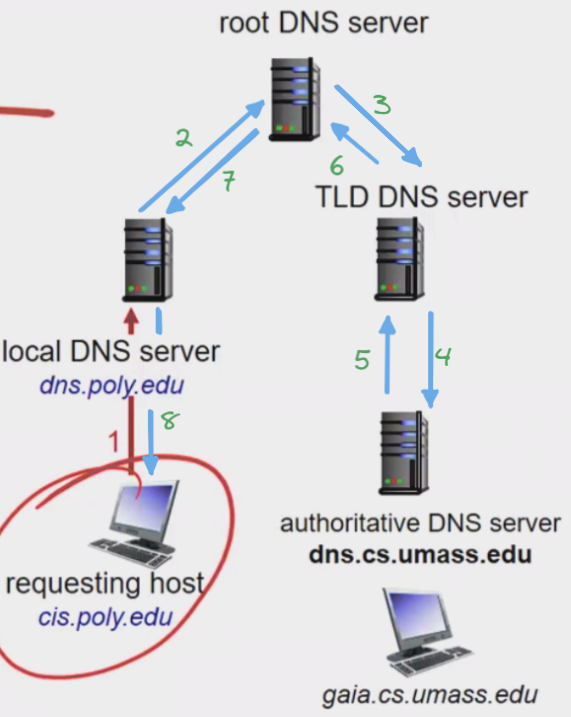 root DNS server
2
3
7
6
TLD DNS server
local DNS server
dns.poly.edu
5
4
1
8
authoritative DNS server
dns.cs.umass.edu
requesting host
cis.poly.edu
gaia.cs.umass.edu